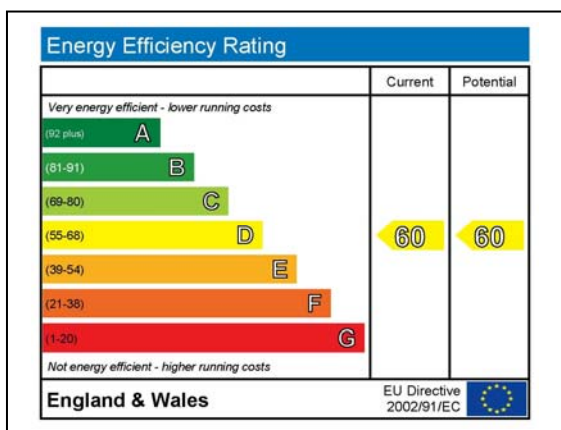 Energy Efficiency Rating
Current Potential
Very energy efficient - lower running costs
(92 plus) A
(81-91) B
(69-80) C
(55-68) D 60 60
(39-54) E
(21-38) F
(1-20) G
Not energy efficient - higher running costs
England & Wales
EU Directive
2002/91/EC